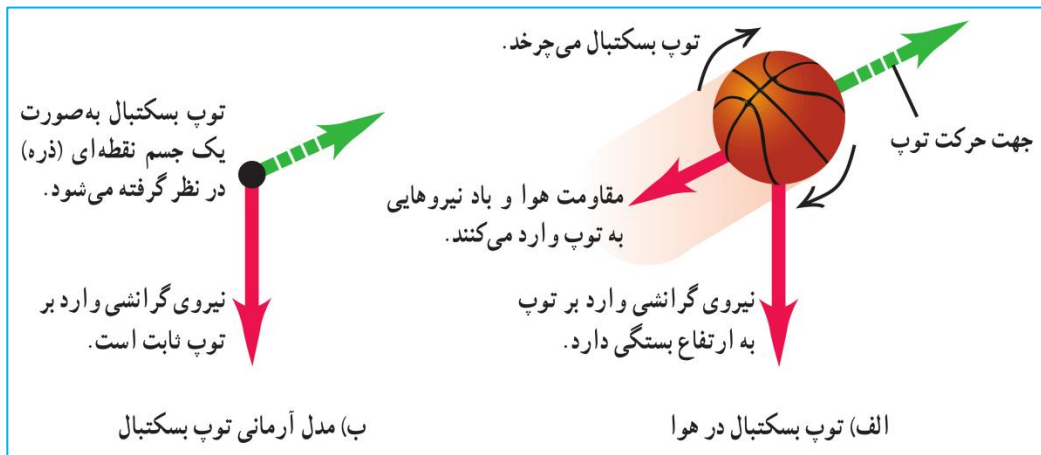 توپ بسکتبال می‌چرخد.
جهت حرکت توپ
مقاومت هوا و باد نیروهایی
به توپ وارد می‌کنند.
نیروی گرانشی وارد بر توپ
به ارتفاع بستگی دارد.
الف) توپ بسکتبال در هوا
توپ بسکتبال به‌صورت
یک جسم نقطه‌ای (ذره)
در نظر گرفته می‌شود.
نیروی گرانشی وارد بر
توپ ثابت است.
ب) مدل آرمانی توپ بسکتبال